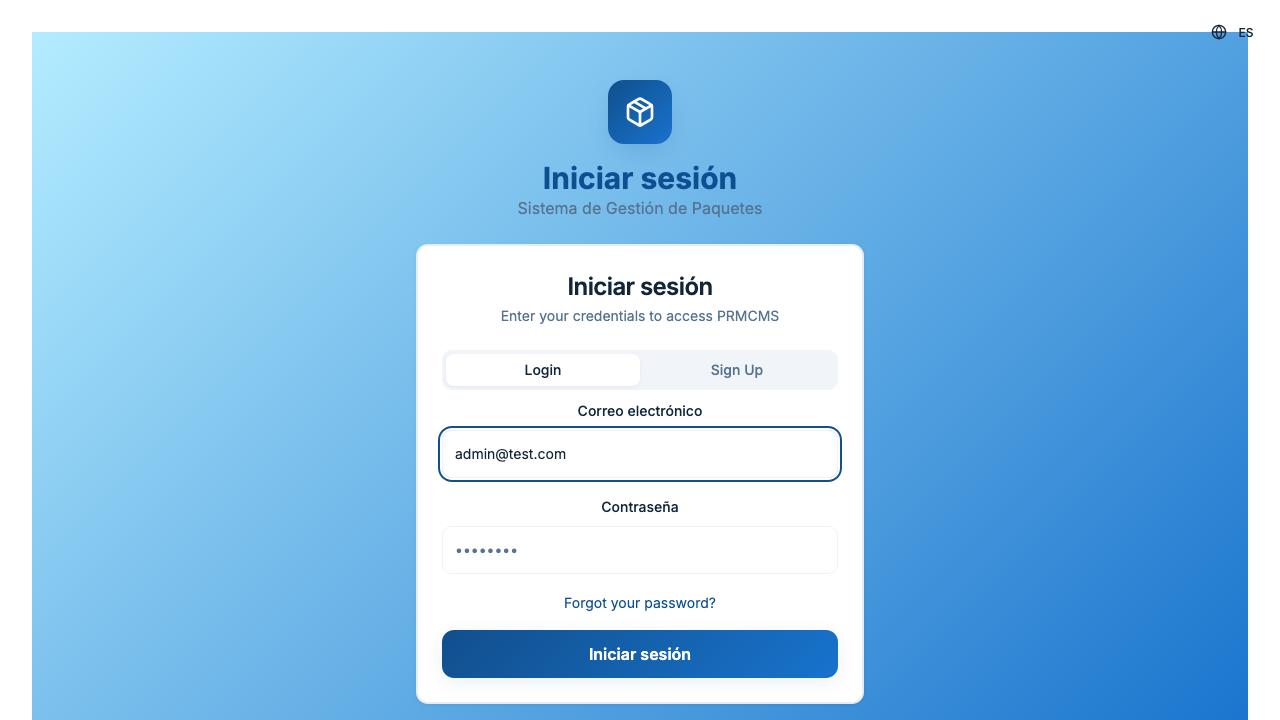 ES
Iniciar sesión
Sistema de Gestión de Paquetes
Iniciar sesión
Enter your credentials to access PRMCMS
Login
Sign Up
Correo electrónico
admin@test.com
Contraseña
••••••••
Forgot your password?
Iniciar sesión